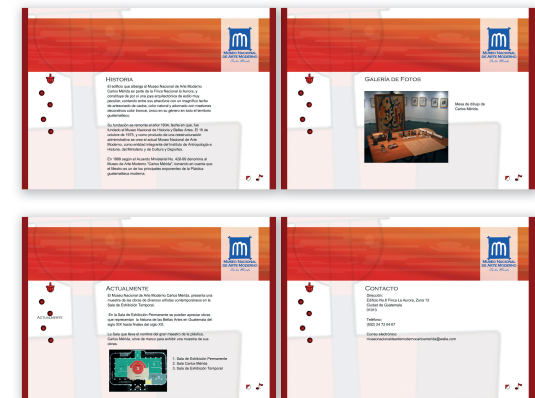 MUSEO NACIONAL
DE ARTE MODERNO
Carlos Mérida
HISTORIA
El edificio que alberga al Museo Nacional de Arte Moderno
Carlos Mérida es parte de la Finca Nacional la Aurora, y
constituye de por si una joya arquitectónica de estilo muy
peculiar, contando entre sus atractivos con un magnífico techo
de artesonado de cedro, color natural y adornado con medallones
decorativos color bronce, único en su género en todo el territorio
guatemalteco.
Su fundación se remonta al año 1934, fecha en que, fue
fundado el Museo Nacional de Historia y Bellas Artes. El 16 de
octubre de 1975, y como producto de una reestructuración
administrativa se crea el actual Museo Nacional de Arte
Moderno, como entidad integrante del Instituto de Antropología e
Historia, del Ministerio y de Cultura y Deportes.
En 1999 según el Acuerdo Ministerial No. 428-99 denomina al
Museo de Arte Moderno "Carlos Mérida", tomando en cuenta que
el Maestro es un de los principales exponentes de la Plástica
guatemalteca moderna.
MUSEO NACIONAL
DE ARTE MODERNO
Carlos Mérida
GALERÍA DE FOTOS
Mesa de dibujo de
Carlos Mérida.
MUSEO NACIONAL
DE ARTE MODERNO
Carlos Mérida
ACTUALMENTE
ACTUALMENTE
El Museo Nacional de Arte Moderno Carlos Mérida, presenta una
muestra de las obras de diversos artistas contemporáneos en la
Sala de Exhibición Temporal.
En la Sala de Exhibición Permanente se pueden apreciar obras
que representan la historia de las Bellas Artes en Guatemala del
siglo XIX hasta finales del siglo XX.
La Sala que lleva el nombre del gran maestro de la plástica,
Carlos Mérida, sirve de marco para exhibir una muestra de sus
obras.
1. Sala de Exhibición Permanente
2. Sala Carlos Mérida
3. Sala de Exhibición Temporal
MUSEO NACIONAL
DE ARTE MODERNO
Carlos Mérida
CONTACTO
Dirección:
Edificio No.6 Finca La Aurora, Zona 13
Ciudad de Guatemala
01013
Teléfono:
(502) 24 72 04 67
Correo electrónico: